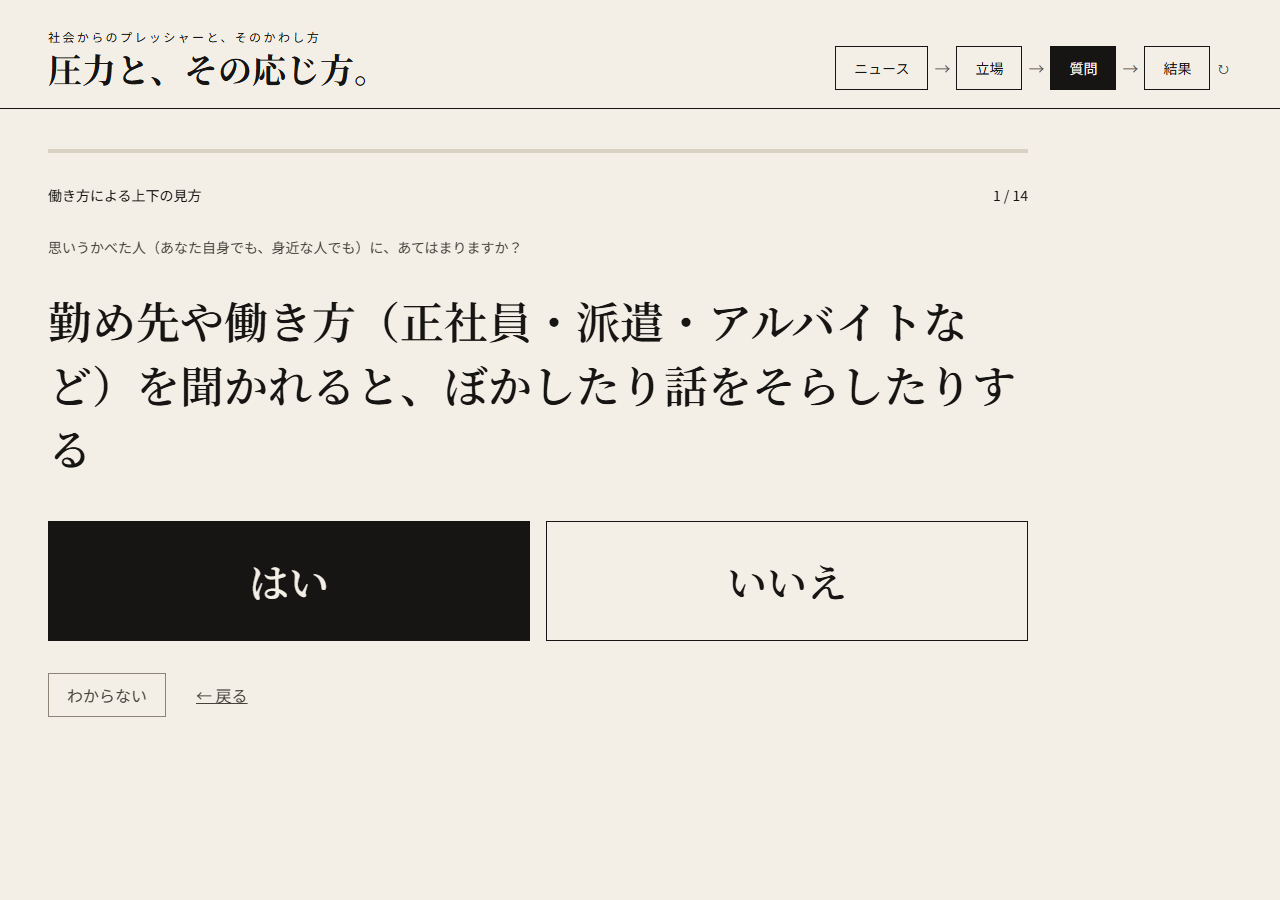 社会からのプレッシャーと、そのかわし方
圧力と、その応じ方。
ニュース → 立場 → 質問 → 結果 ↻
働き方による上下の見方 1 / 14
思いうかべた人（あなた自身でも、身近な人でも）に、あてはまりますか？
勤め先や働き方（正社員・派遣・アルバイトな
ど）を聞かれると、ぼかしたり話をそらしたりす
る
はい いいえ
わからない ← 戻る